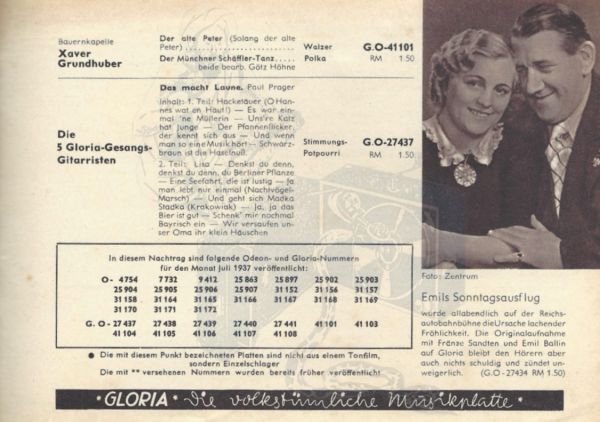 Bauernkapelle
Xaver
Grundhuber
Der alte Peter (Solang der alte
Peter)
Der Münchner Schäffler-Tanz.....
beide bearb. Götz Höhne
Walzer
Polka
G.O-41101
RM 1.50
Die
5 Gloria-Gesangs-
Gitarristen
Das macht Laune. Paul Prager
Inhalt: 1. Teil: Hacketäuer (O Han-
nes wat en Haut!) — Es war ein-
mal 'ne Müllerin — Uns're Katz
hat Junge — Der Pfannenflicker,
der kennt sich aus — Und wenn
man so eine Musik hört — Schwarz-
braun ist die Haselnuß.
2. Teil: Lisa — Denkst du denn,
denkst du denn, du Berliner Pflanze
— Eine Seefahrt, die ist lustig — Ja
man lebt nur einmal (Nachtvögel-
Marsch) — Und geht sich Madka
Stadka (Krakowiak) — Ja, ja das
Bier ist gut — Schenk' mir nochmal
Bayrisch ein — Wir versaufen un-
ser Oma ihr klein Häuschen
Stimmungs-
Potpourri
G.O-27437
RM 1.50
In diesem Nachtrag sind folgende Odeon- und Gloria-Nummern
für den Monat Juli 1937 veröffentlicht:
O- 4754 7732 9412 25863 25897 25902 25903
25904 25905 25906 25907 31152 31156 31157
31158 31164 31165 31166 31167 31168 31169
31170 31171 31172
G.O- 27437 27438 27439 27440 27441 41101 41103
41104 41105 41106 41107 41108
● Die mit diesem Punkt bezeichneten Platten sind nicht aus einem Tonfilm,
sondern Einzelschlager
Die mit ** versehenen Nummern wurden bereits früher veröffentlicht
Foto: Zentrum
Emils Sonntagsausflug
wurde allabendlich auf der Reichs-
autobahnbühne die Ursache lachender
Fröhlichkeit. Die Originalaufnahme
mit Fränze Sandten und Emil Ballin
auf Gloria bleibt den Hörern aber
auch nichts schuldig und zündet un-
weigerlich. (G.O-27434 RM 1.50)
· GLORIA · die volkstümliche Musikplatte ·